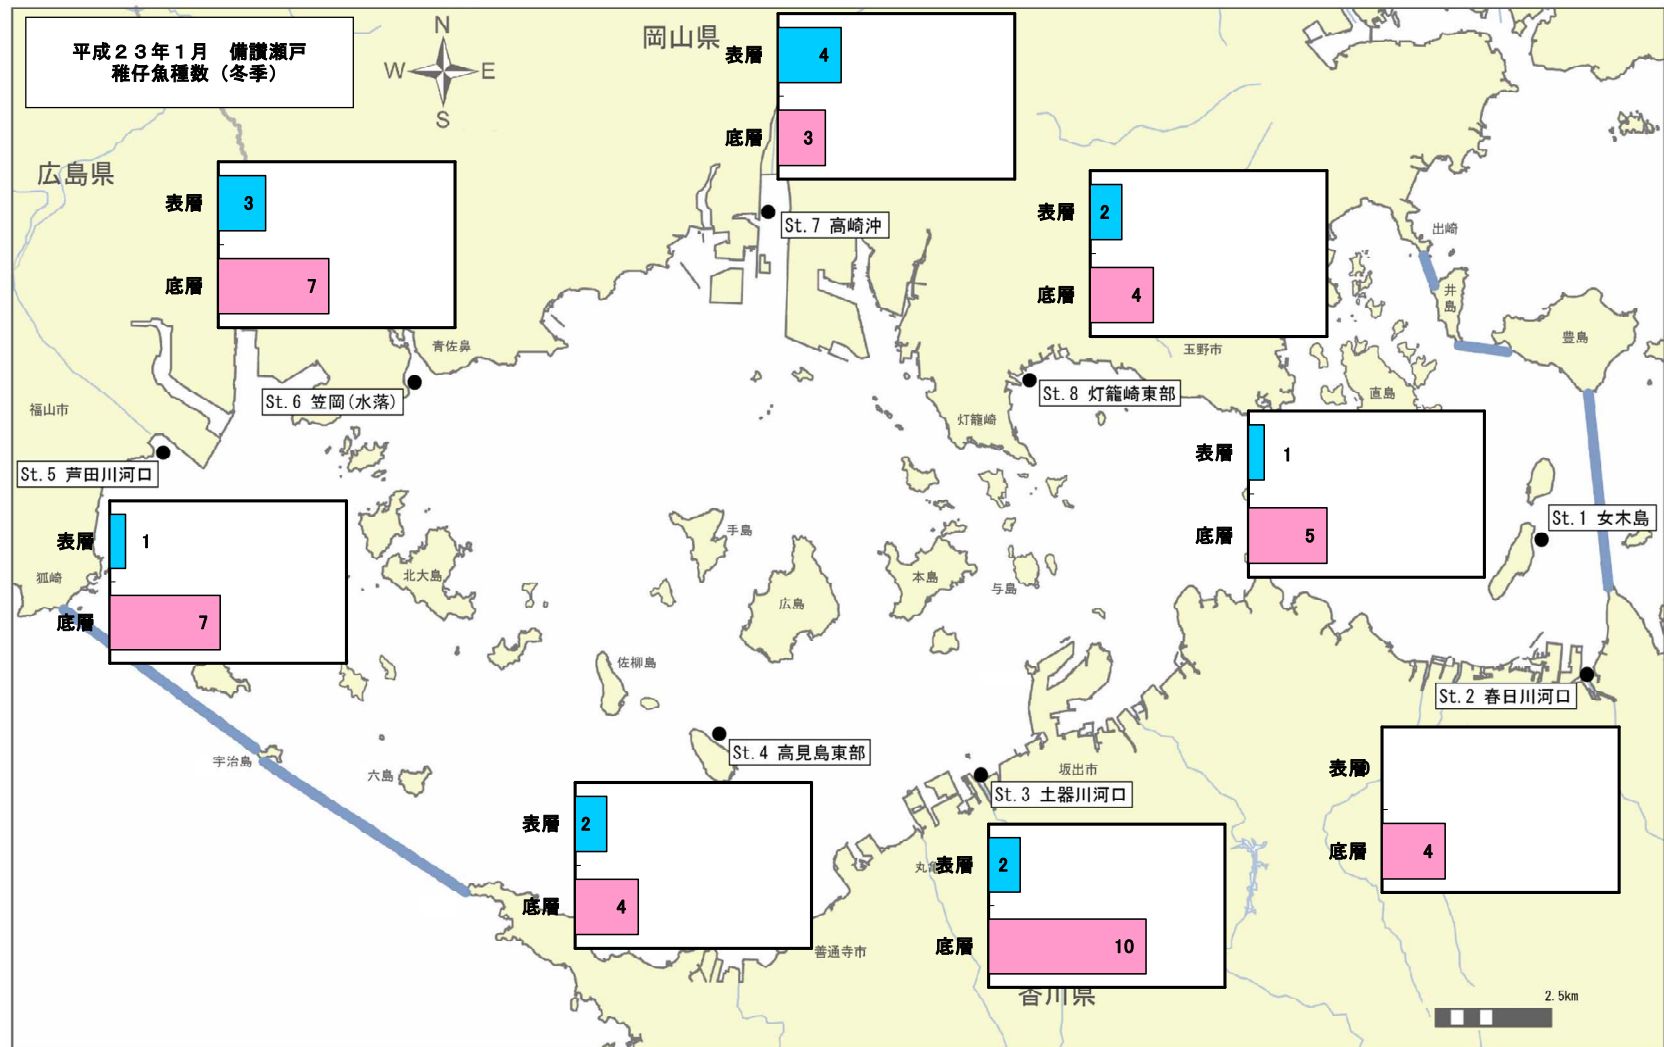 平成２３年１月　備讃瀬戸
稚仔魚種数（冬季）
N
W
E
S
岡山県
表層
4
底層
3
広島県
表層
3
底層
7
St.7 高崎沖
表層
2
底層
4
出崎
井島
豊島
青佐鼻
玉野市
直島
St.6 笠岡(水落)
St.8 灯籠崎東部
福山市
灯籠崎
St.5 芦田川河口
表層
1
底層
5
St.1 女木島
表層
1
底層
7
狐崎
手島
北大島
本島
与島
広島
佐柳島
St.2 春日川河口
宇治島
六島
St.4 高見島東部
坂出市
St.3 土器川河口
表層
0
底層
4
表層
2
底層
4
丸亀
表層
2
底層
10
善通寺市
香川県
2.5km